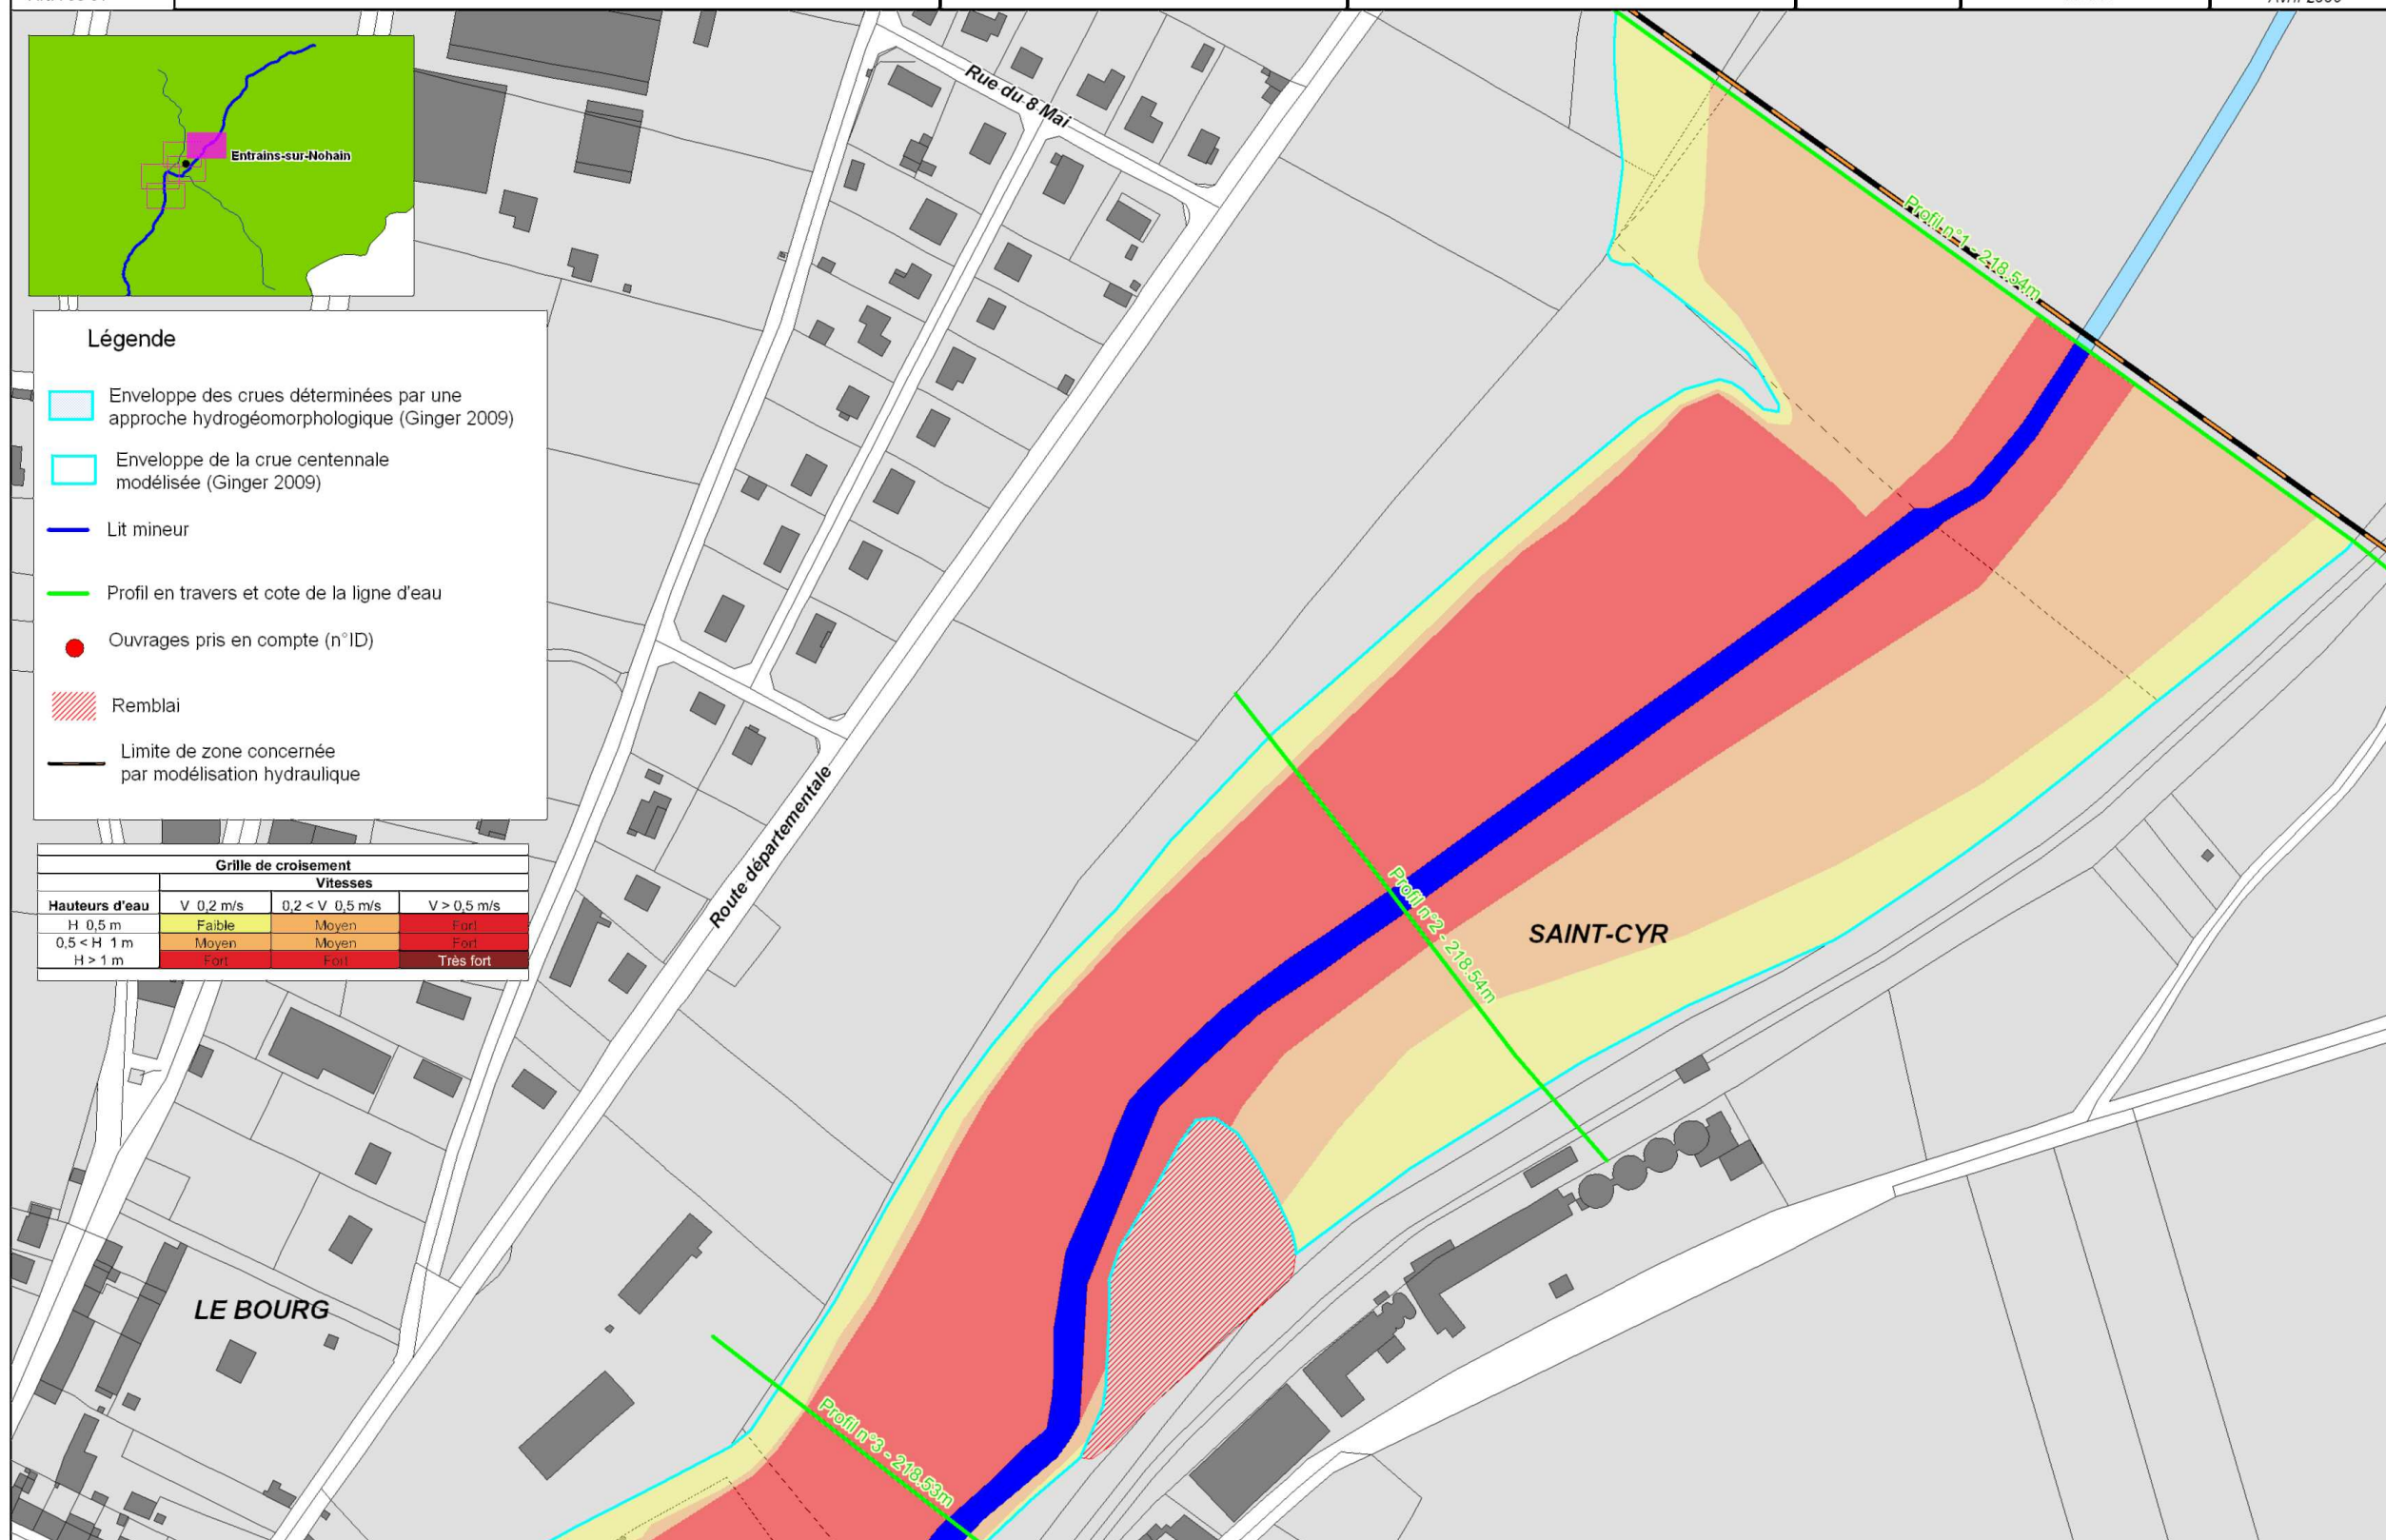 Avril 2009
Rue du 8 Mai
Entrains-sur-Nohain
Profil n°1 - 218.54m
Légende
Enveloppe des crues déterminées par une
approche hydrogéomorphologique (Ginger 2009)
Enveloppe de la crue centennale
modélisée (Ginger 2009)
Lit mineur
Profil en travers et cote de la ligne d'eau
Ouvrages pris en compte (n°ID)
Remblai
Limite de zone concernée
par modélisation hydraulique
Route départementale
Grille de croisement
Vitesses
Hauteurs d'eau V 0,2 m/s 0,2 < V 0,5 m/s V > 0,5 m/s
H 0,5 m Faible Moyen Fort
0,5 < H 1 m Moyen Moyen Fort
H > 1 m Fort Fort Très fort
Profil n°2 - 218.54m
SAINT-CYR
LE BOURG
Profil n°3 - 218.53m